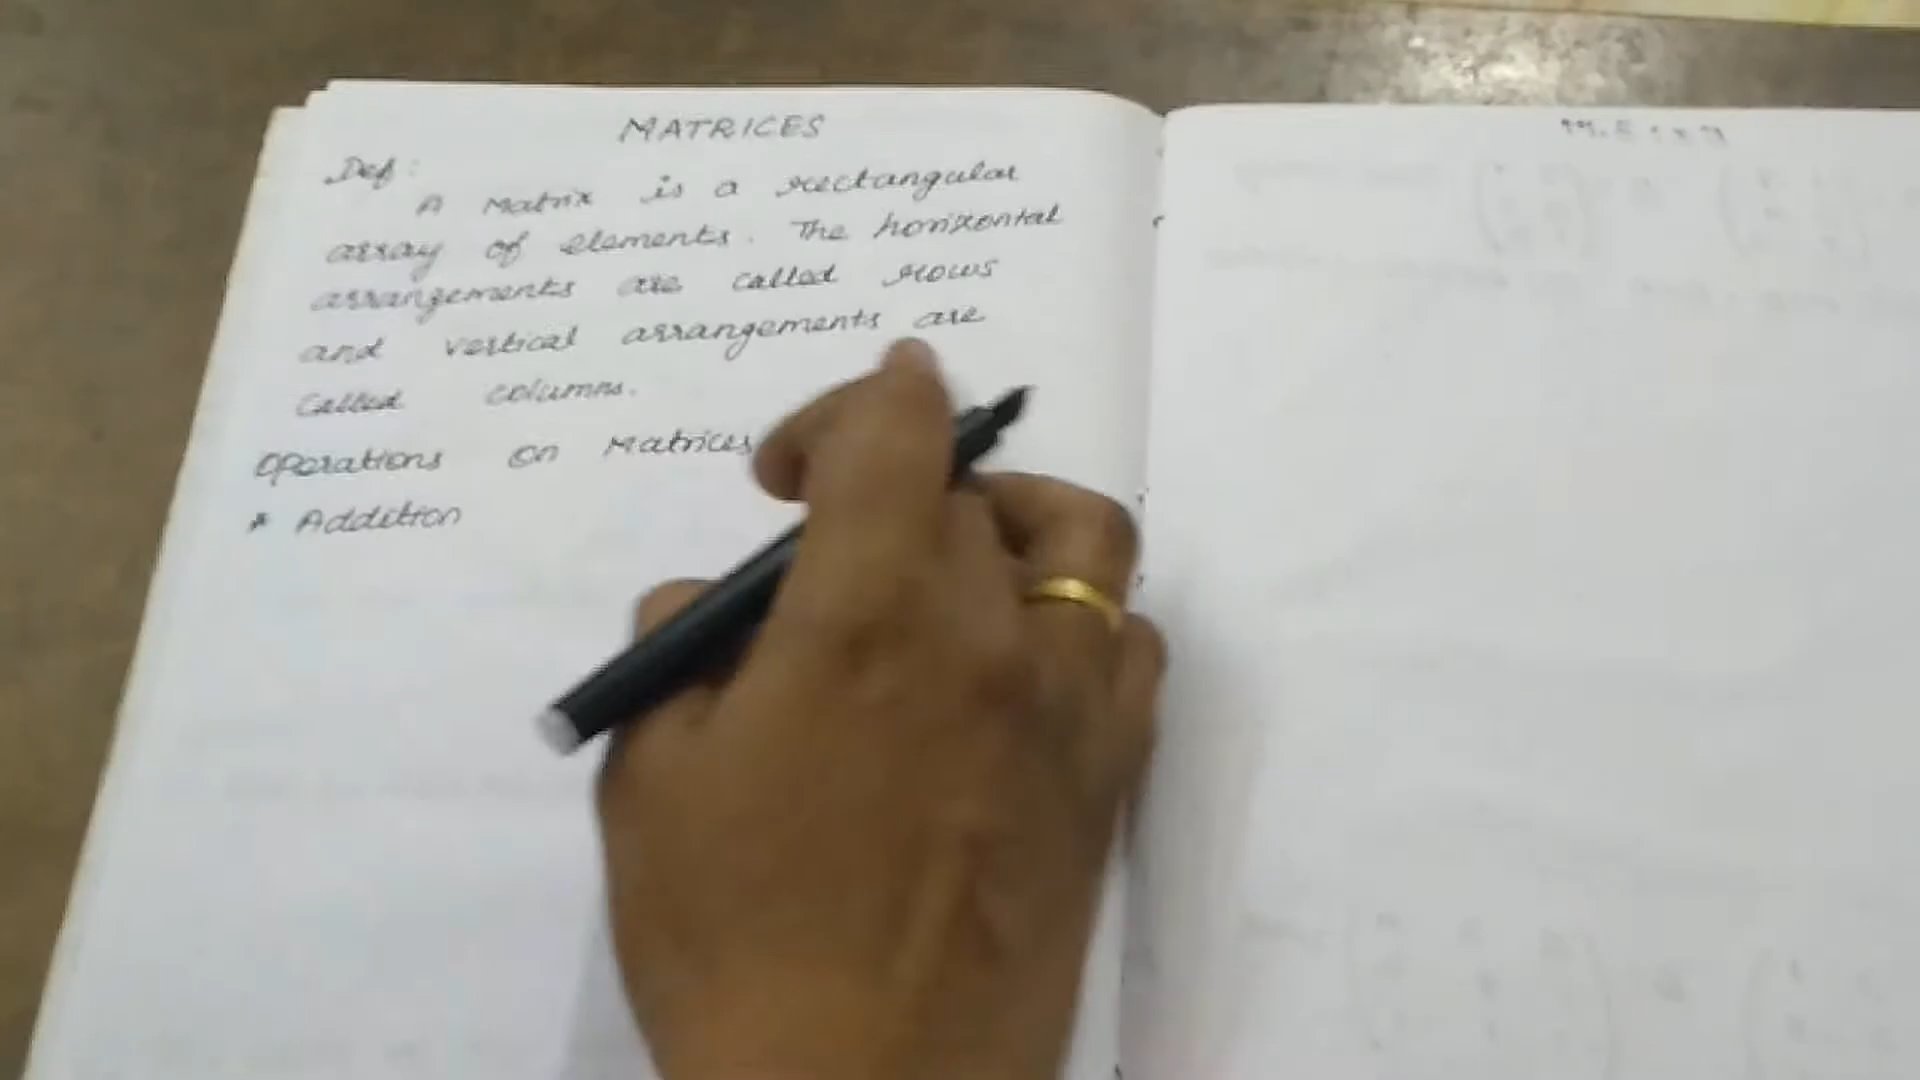 MATRICES
Def:
A Matrix is a rectangular
array of elements. The horizontal
arrangements are called rows
and vertical arrangements are
called columns.
Operations on Matrices
* Addition